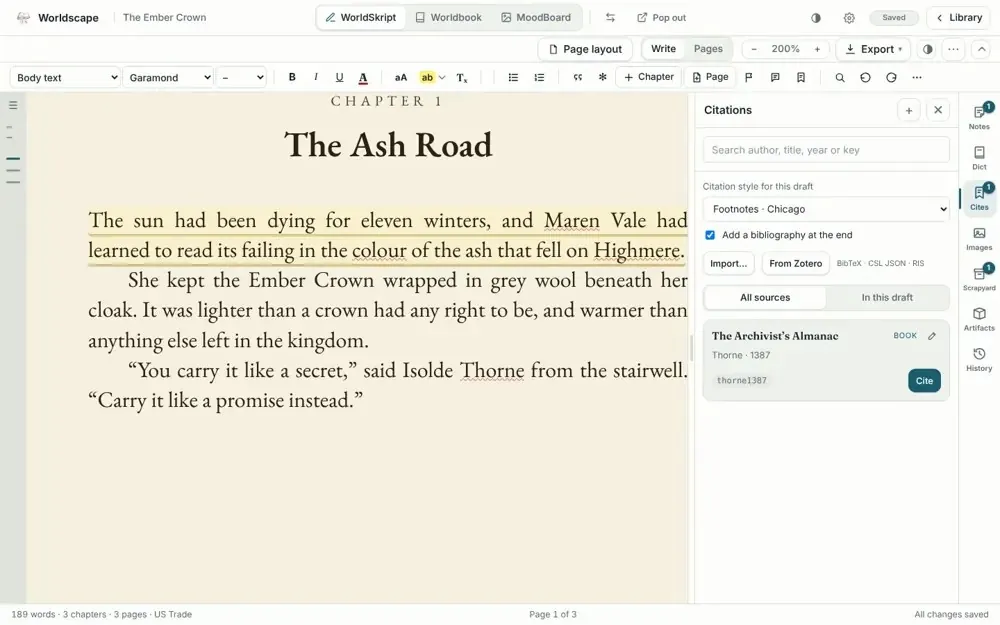 Worldscape
The Ember Crown
WorldSkript
Worldbook
MoodBoard
Pop out
Saved
Library
Page layout
Write
Pages
− 200% +
Export
Body text
Garamond
–
B I U A
aA
ab
Tx
+ Chapter
Page
CHAPTER 1
The Ash Road
The sun had been dying for eleven winters, and Maren Vale had
learned to read its failing in the colour of the ash that fell on Highmere.
She kept the Ember Crown wrapped in grey wool beneath her
cloak. It was lighter than a crown had any right to be, and warmer than
anything else left in the kingdom.
“You carry it like a secret,” said Isolde Thorne from the stairwell.
“Carry it like a promise instead.”
Citations
Search author, title, year or key
Citation style for this draft
Footnotes · Chicago
Add a bibliography at the end
Import...
From Zotero
BibTeX · CSL JSON · RIS
All sources
In this draft
The Archivist’s Almanac
BOOK
Thorne · 1387
thorne1387
Cite
1
Notes
Dict
1
Cites
Images
1
Scrapyard
Artifacts
History
189 words · 3 chapters · 3 pages · US Trade
Page 1 of 3
All changes saved